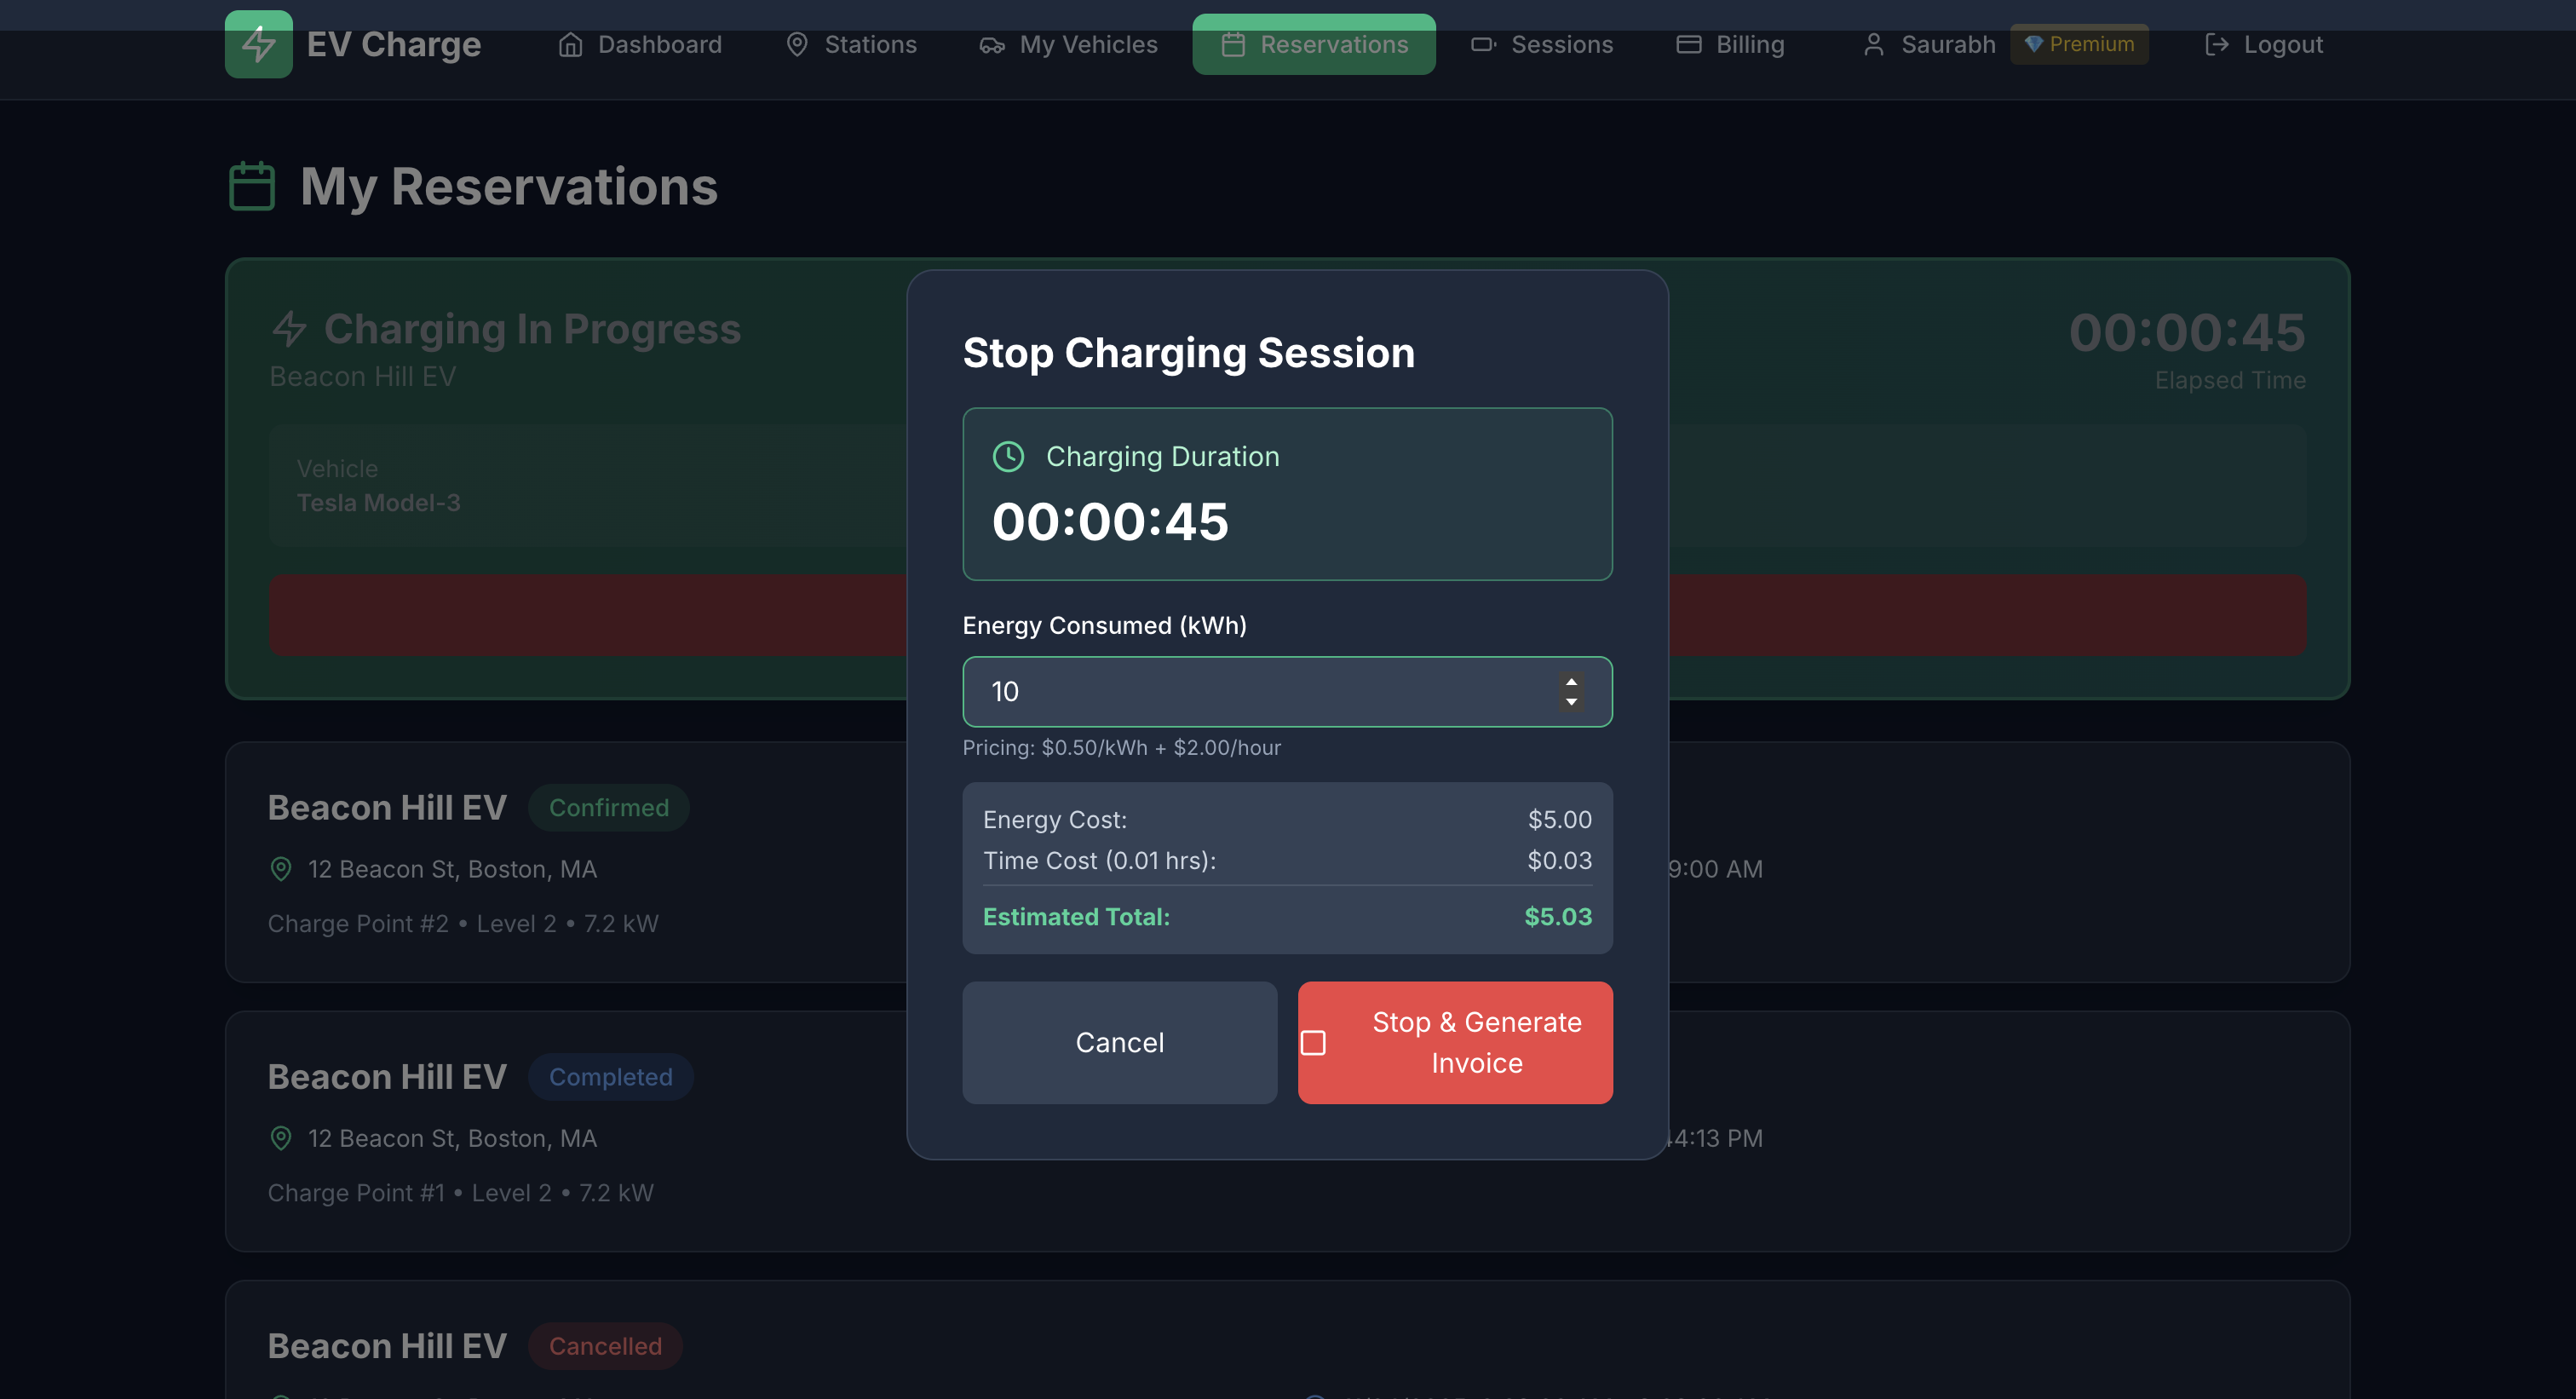 EV Charge
Dashboard
Stations
My Vehicles
Reservations
Sessions
Billing
Saurabh
Premium
Logout
My Reservations
Charging In Progress
Beacon Hill EV
00:00:45
Elapsed Time
Vehicle
Tesla Model-3
Stop Charging Session
Charging Duration
00:00:45
Energy Consumed (kWh)
10
Pricing: $0.50/kWh + $2.00/hour
Energy Cost: $5.00
Time Cost (0.01 hrs): $0.03
Estimated Total: $5.03
Cancel
Stop & Generate
Invoice
Beacon Hill EV Confirmed
12 Beacon St, Boston, MA
9:00 AM
Charge Point #2 • Level 2 • 7.2 kW
Beacon Hill EV Completed
12 Beacon St, Boston, MA
4:13 PM
Charge Point #1 • Level 2 • 7.2 kW
Beacon Hill EV Cancelled